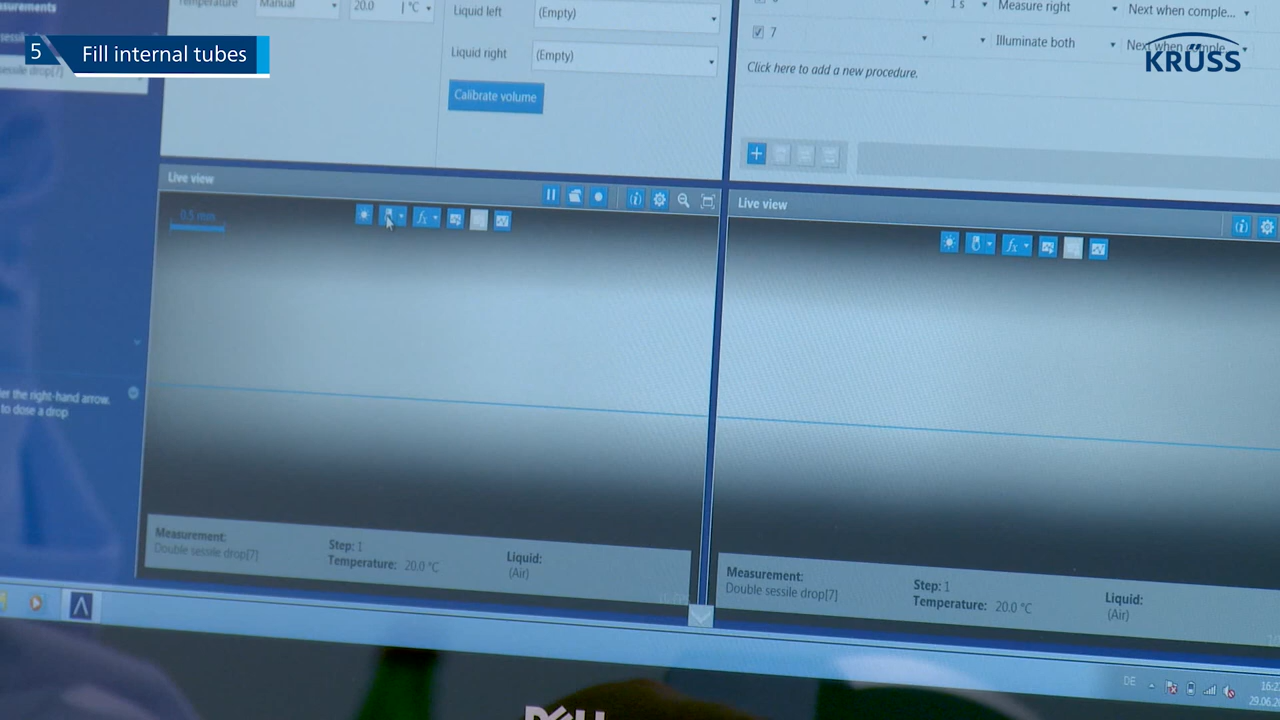 5 Fill internal tubes
KRÜSS
Temperature Manual 20.0 °C
Liquid left (Empty)
Liquid right (Empty)
Calibrate volume
1 s Measure right Next when comple...
7 Illuminate both Next when comple...
Click here to add a new procedure.
Live view
0.5 mm
Live view
the right-hand arrow.
to dose a drop
Measurement:
Double sessile drop[7]
Step: 1
Temperature: 20.0 °C
Liquid:
(Air)
Measurement:
Double sessile drop[7]
Step: 1
Temperature: 20.0 °C
Liquid:
(Air)
DE
DELL